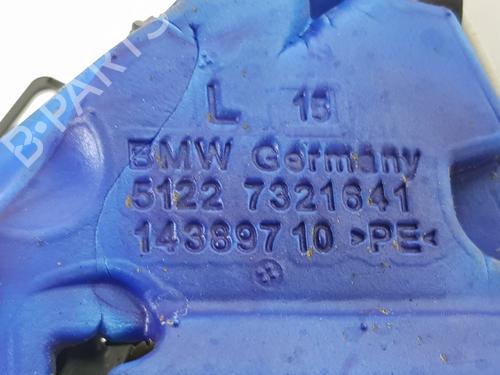 B-PARTS
L 15
BMW Germany
5122 7321641
14389710 >PE<